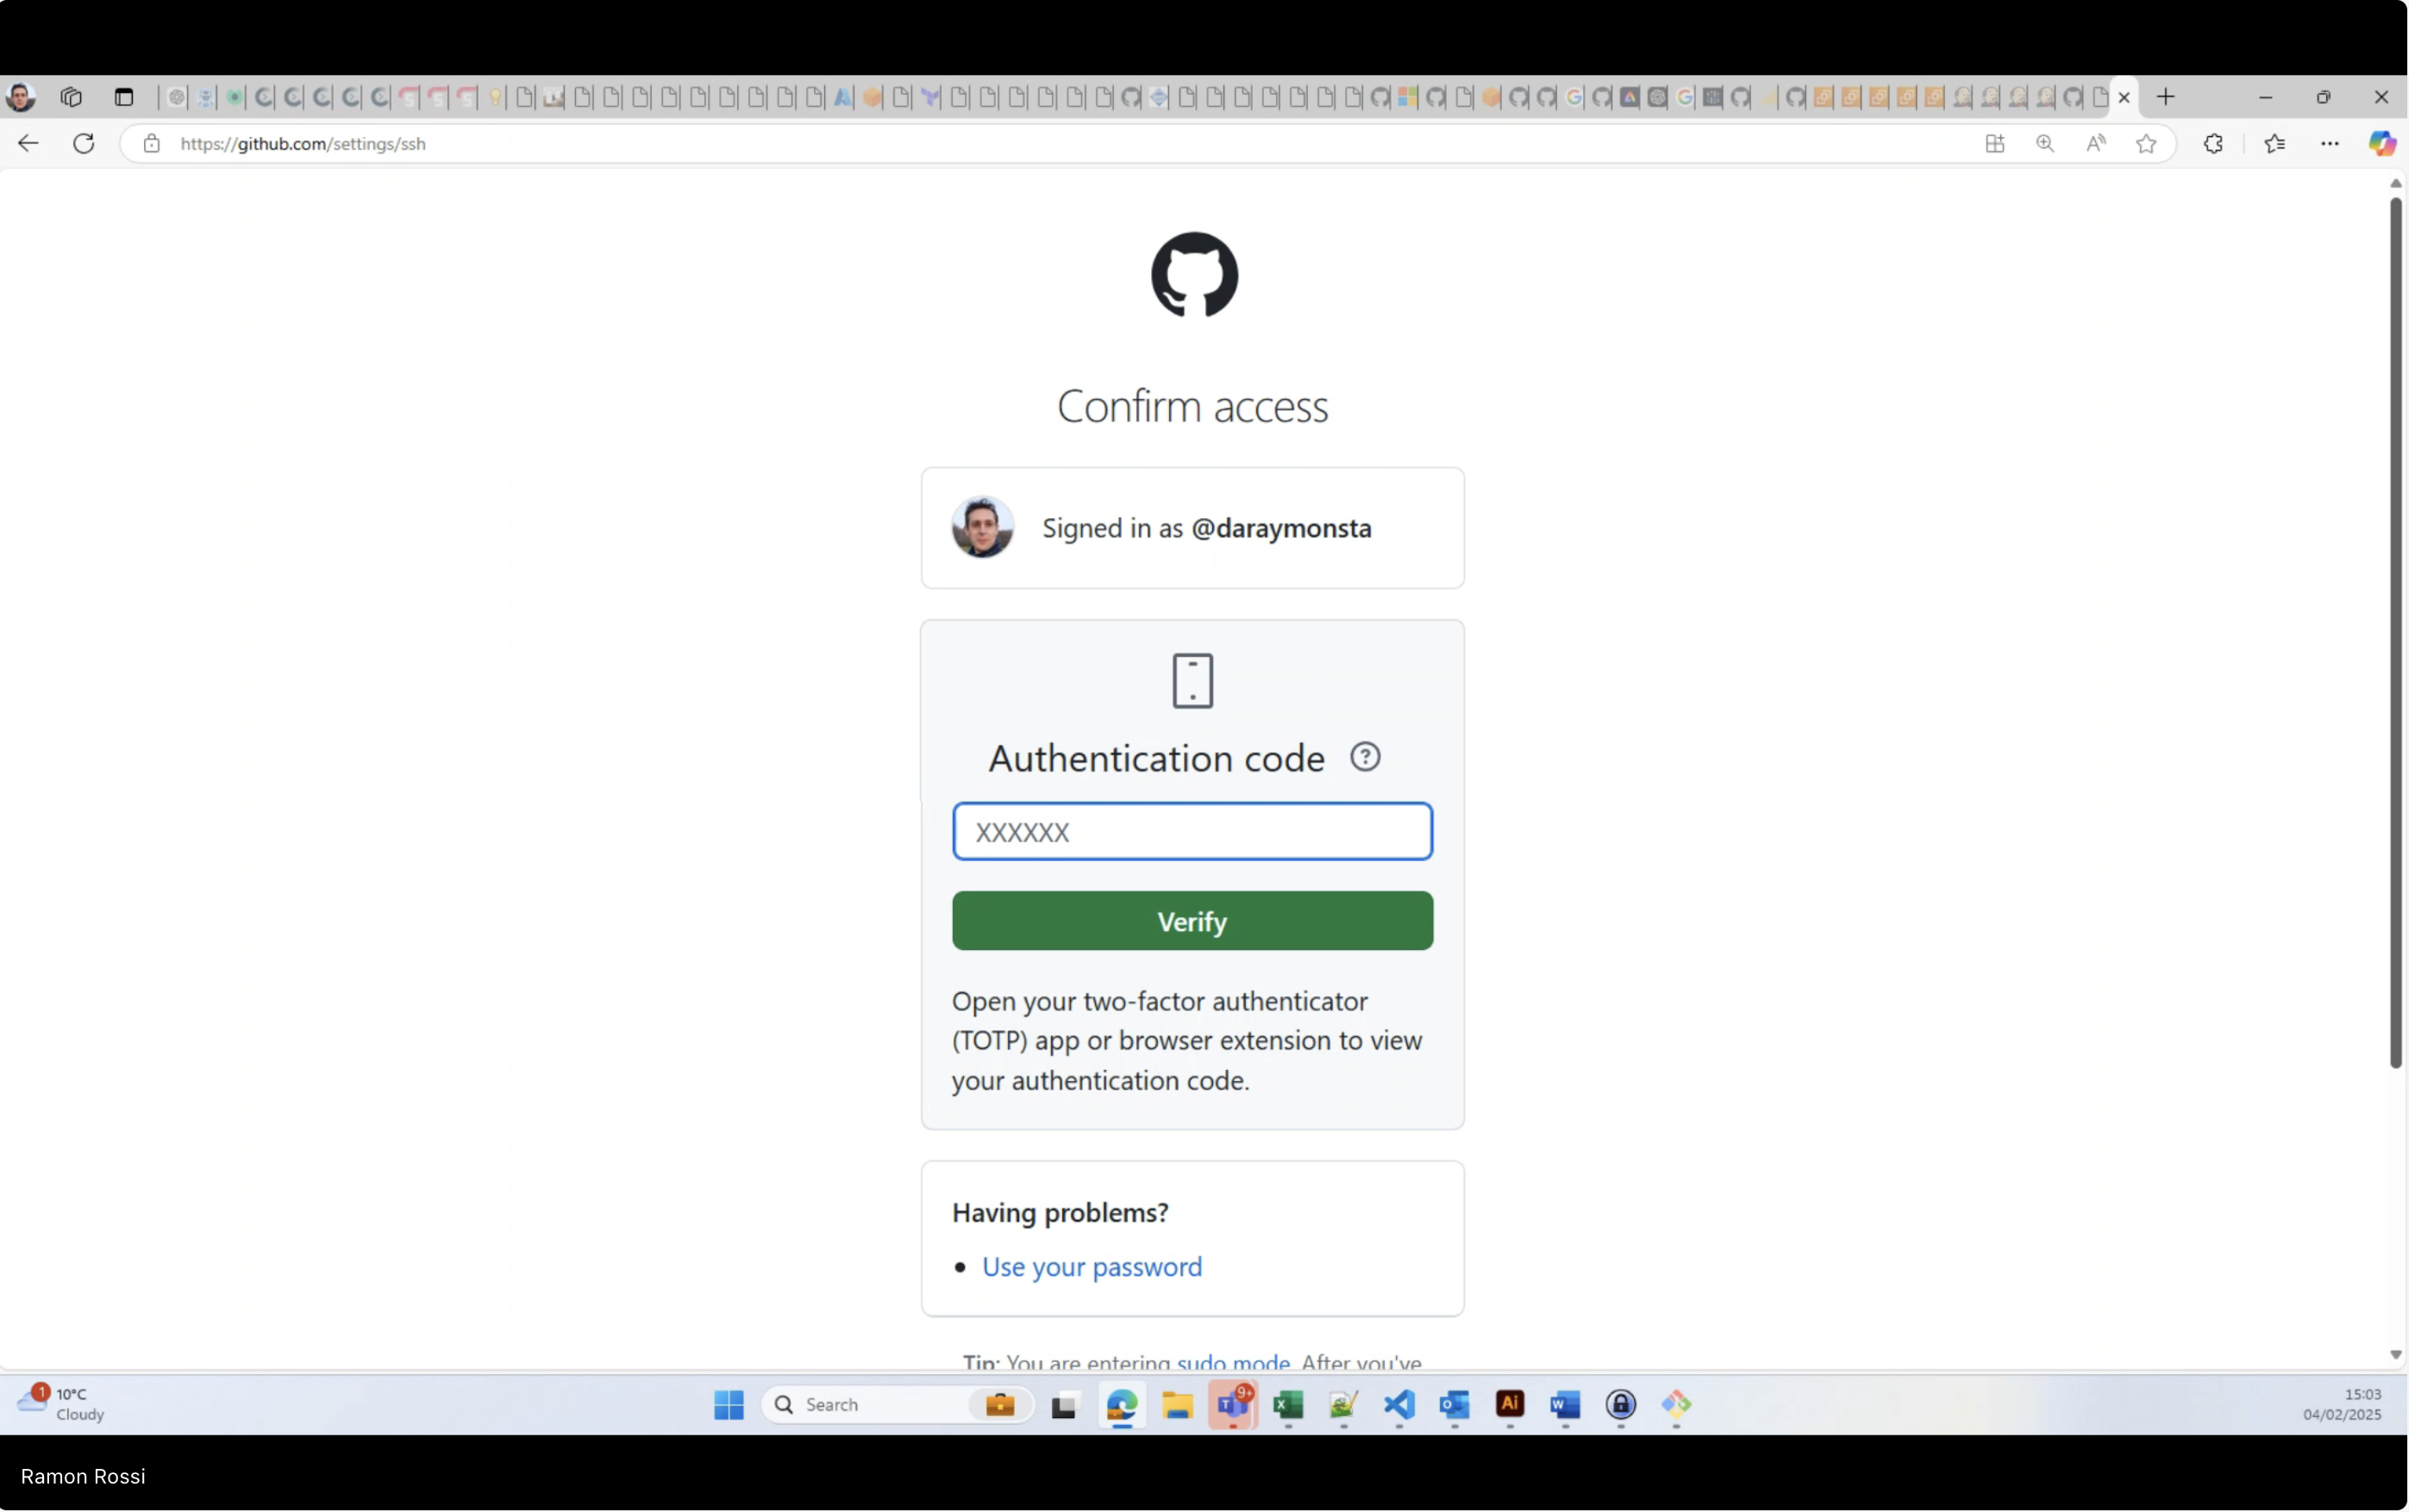 https://github.com/settings/ssh
Confirm access
Signed in as @daraymonsta
Authentication code
XXXXXX
Verify
Open your two-factor authenticator
(TOTP) app or browser extension to view
your authentication code.
Having problems?
• Use your password
Tip: You are entering sudo mode. After you've
1
10°C
Cloudy
Search
9+
Ai
15:03
04/02/2025
Ramon Rossi